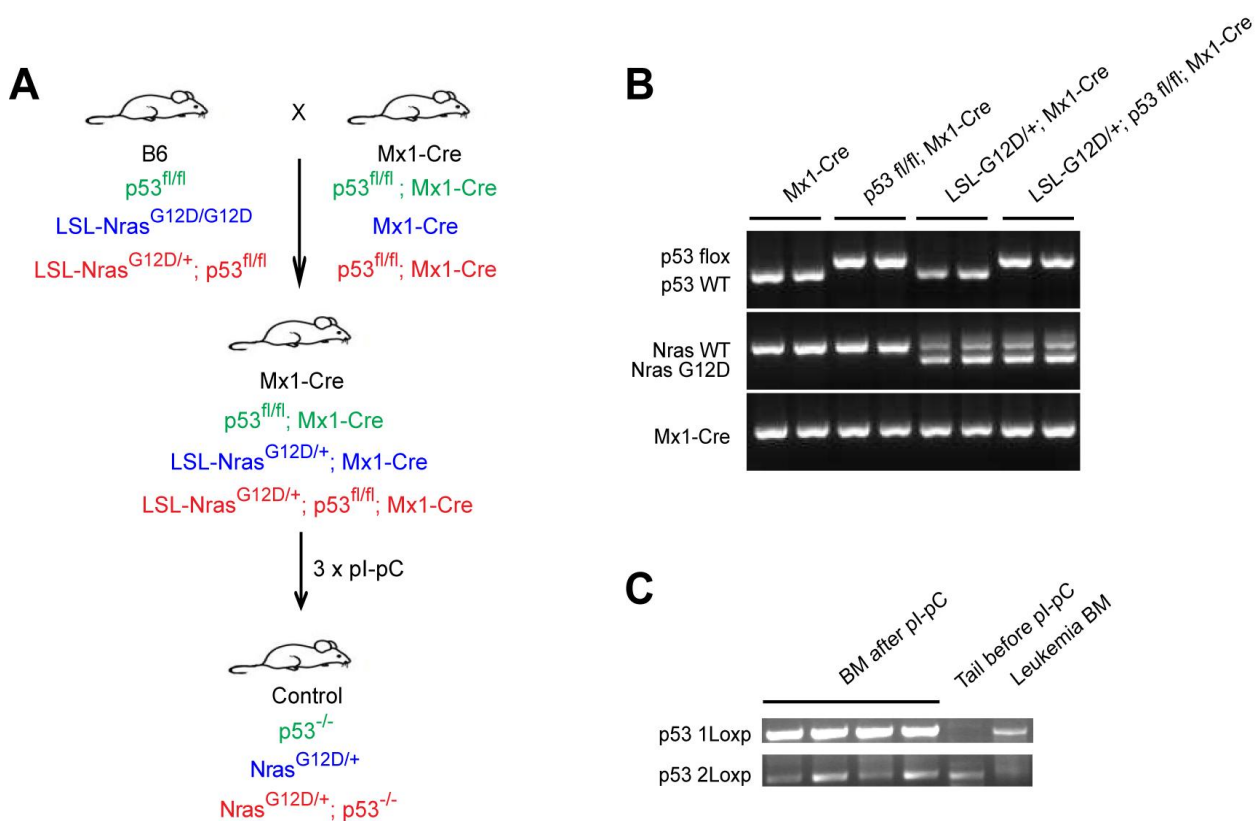 A
X
B6
Mx1-Cre
p53fl/fl
p53fl/fl ; Mx1-Cre
LSL-NrasG12D/G12D
Mx1-Cre
LSL-NrasG12D/+; p53fl/fl
p53fl/fl; Mx1-Cre
Mx1-Cre
p53fl/fl; Mx1-Cre
LSL-NrasG12D/+; Mx1-Cre
LSL-NrasG12D/+; p53fl/fl; Mx1-Cre
3 x pI-pC
Control
p53-/-
NrasG12D/+
NrasG12D/+; p53-/-
B
Mx1-Cre
p53 fl/fl; Mx1-Cre
LSL-G12D/+; Mx1-Cre
LSL-G12D/+; p53 fl/fl; Mx1-Cre
p53 flox
p53 WT
Nras WT
Nras G12D
Mx1-Cre
C
BM after pI-pC
Tail before pI-pC
Leukemia BM
p53 1Loxp
p53 2Loxp